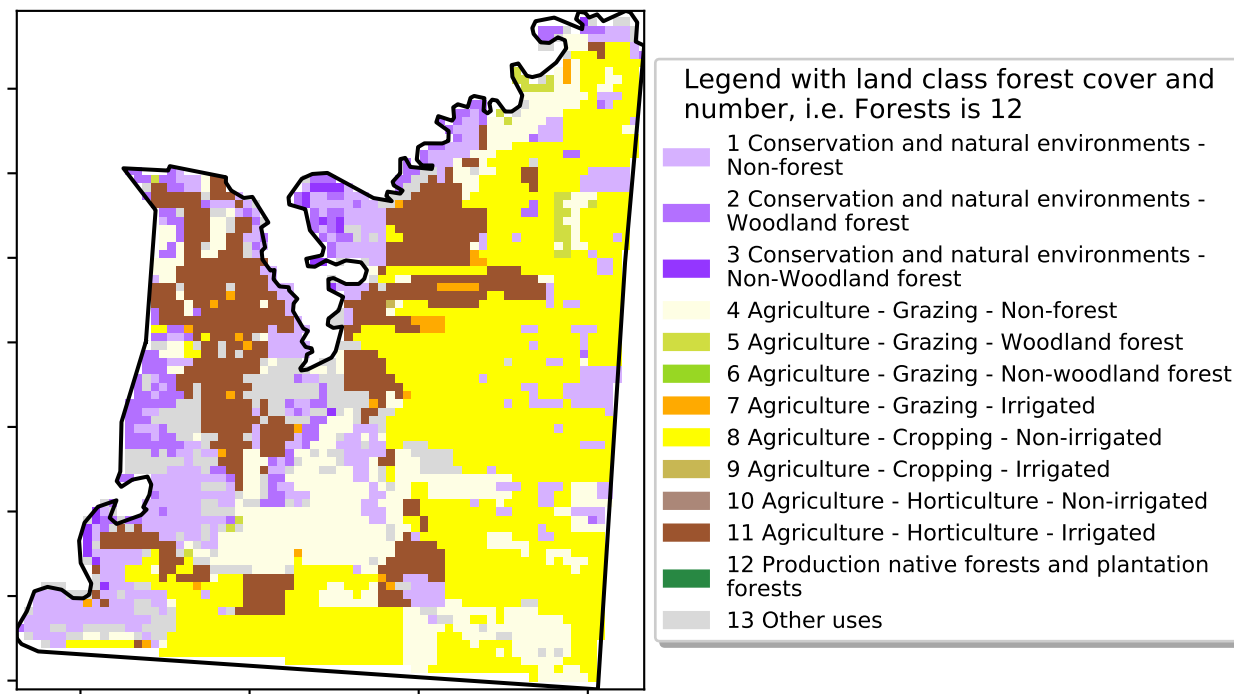 Legend with land class forest cover and
number, i.e. Forests is 12
1 Conservation and natural environments -
Non-forest
2 Conservation and natural environments -
Woodland forest
3 Conservation and natural environments -
Non-Woodland forest
4 Agriculture - Grazing - Non-forest
5 Agriculture - Grazing - Woodland forest
6 Agriculture - Grazing - Non-woodland forest
7 Agriculture - Grazing - Irrigated
8 Agriculture - Cropping - Non-irrigated
9 Agriculture - Cropping - Irrigated
10 Agriculture - Horticulture - Non-irrigated
11 Agriculture - Horticulture - Irrigated
12 Production native forests and plantation
forests
13 Other uses